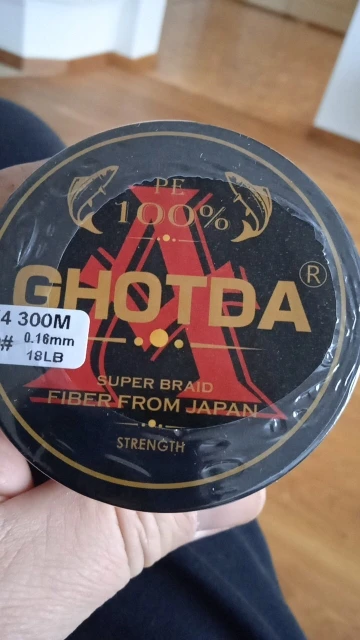 PE
100%
GHOTDA®
4 300M
# 0.16mm
18LB
SUPER BRAID
FIBER FROM JAPAN
STRENGTH